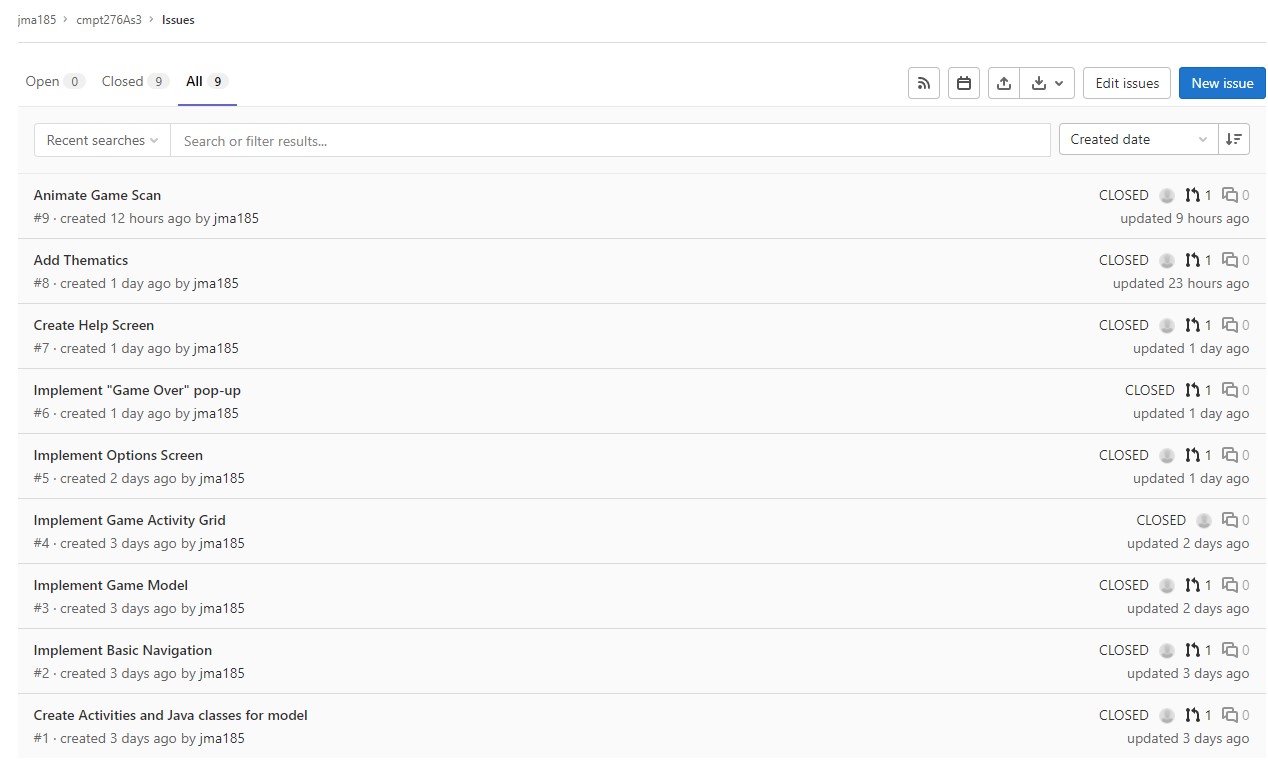 jma185 › cmpt276As3 › Issues
Open 0 Closed 9 All 9 Edit issues New issue
Recent searches Search or filter results... Created date
Animate Game Scan CLOSED 1 0
#9 · created 12 hours ago by jma185 updated 9 hours ago
Add Thematics CLOSED 1 0
#8 · created 1 day ago by jma185 updated 23 hours ago
Create Help Screen CLOSED 1 0
#7 · created 1 day ago by jma185 updated 1 day ago
Implement "Game Over" pop-up CLOSED 1 0
#6 · created 1 day ago by jma185 updated 1 day ago
Implement Options Screen CLOSED 1 0
#5 · created 2 days ago by jma185 updated 1 day ago
Implement Game Activity Grid CLOSED 0
#4 · created 3 days ago by jma185 updated 2 days ago
Implement Game Model CLOSED 1 0
#3 · created 3 days ago by jma185 updated 2 days ago
Implement Basic Navigation CLOSED 1 0
#2 · created 3 days ago by jma185 updated 3 days ago
Create Activities and Java classes for model CLOSED 1 0
#1 · created 3 days ago by jma185 updated 3 days ago